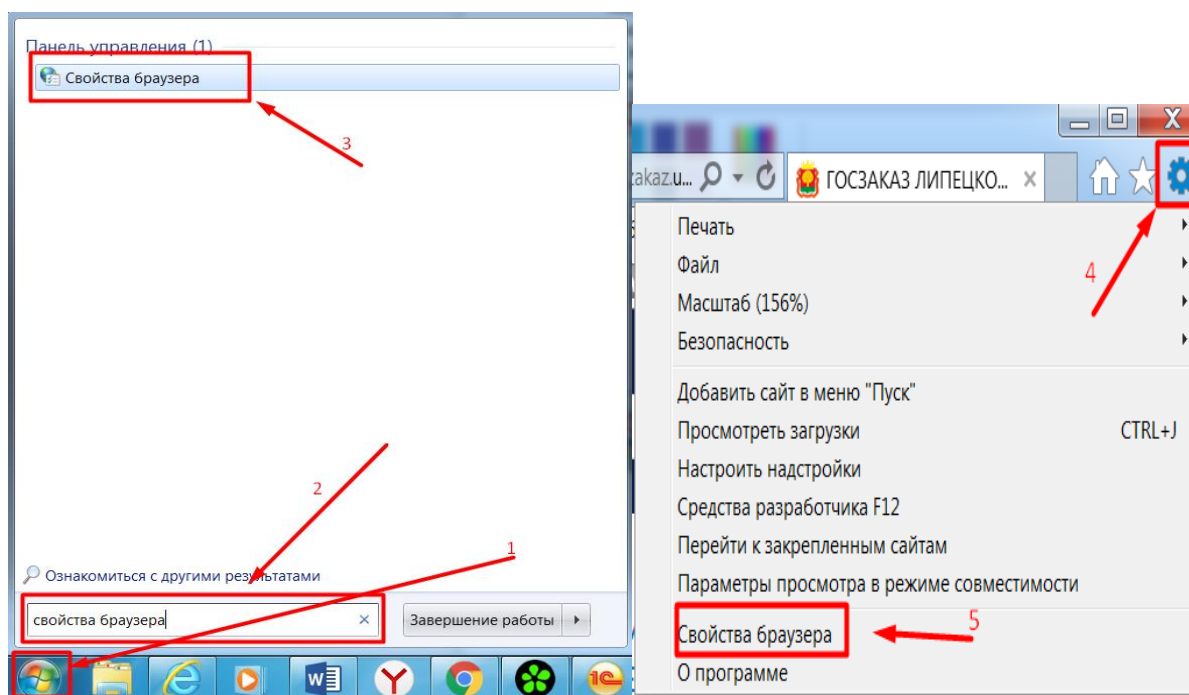 Панель управления (1)
Свойства браузера
3
2
1
Ознакомиться с другими результатами
свойства браузера
Завершение работы
zakaz.u...
ГОСЗАКАЗ ЛИПЕЦКО...
4
Печать
Файл
Масштаб (156%)
Безопасность
Добавить сайт в меню "Пуск"
Просмотреть загрузки CTRL+J
Настроить надстройки
Средства разработчика F12
Перейти к закрепленным сайтам
Параметры просмотра в режиме совместимости
Свойства браузера
5
О программе